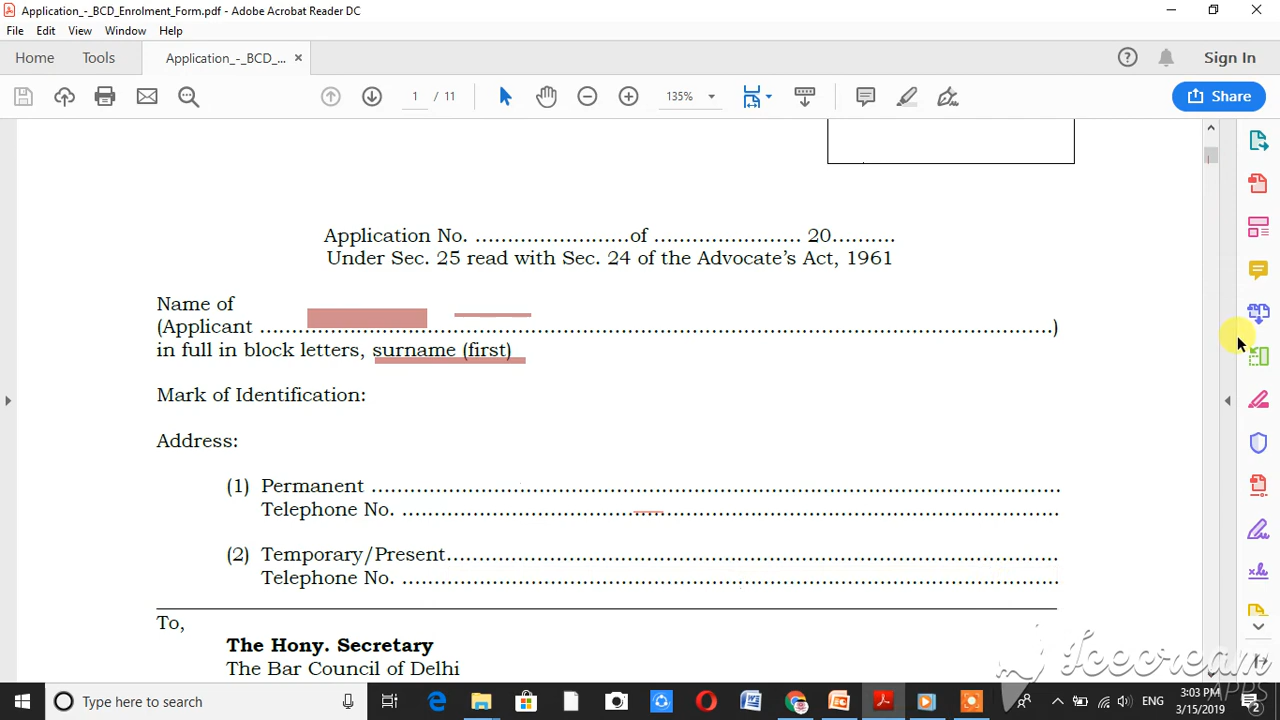 Application_-_BCD_Enrolment_Form.pdf - Adobe Acrobat Reader DC
File Edit View Window Help
Home Tools Application_-_BCD_... × Sign In
1 / 11 135% Share
Application No. ........................of ....................... 20..........
Under Sec. 25 read with Sec. 24 of the Advocate's Act, 1961
Name of
(Applicant ..........................................................................................................................)
in full in block letters, surname (first)
Mark of Identification:
Address:
(1) Permanent ..........................................................................................................
Telephone No. .....................................................................................................
(2) Temporary/Present...............................................................................................
Telephone No. .....................................................................................................
To,
The Hony. Secretary
The Bar Council of Delhi
Icecream
APPS
Type here to search
ENG
3:03 PM
3/15/2019
2